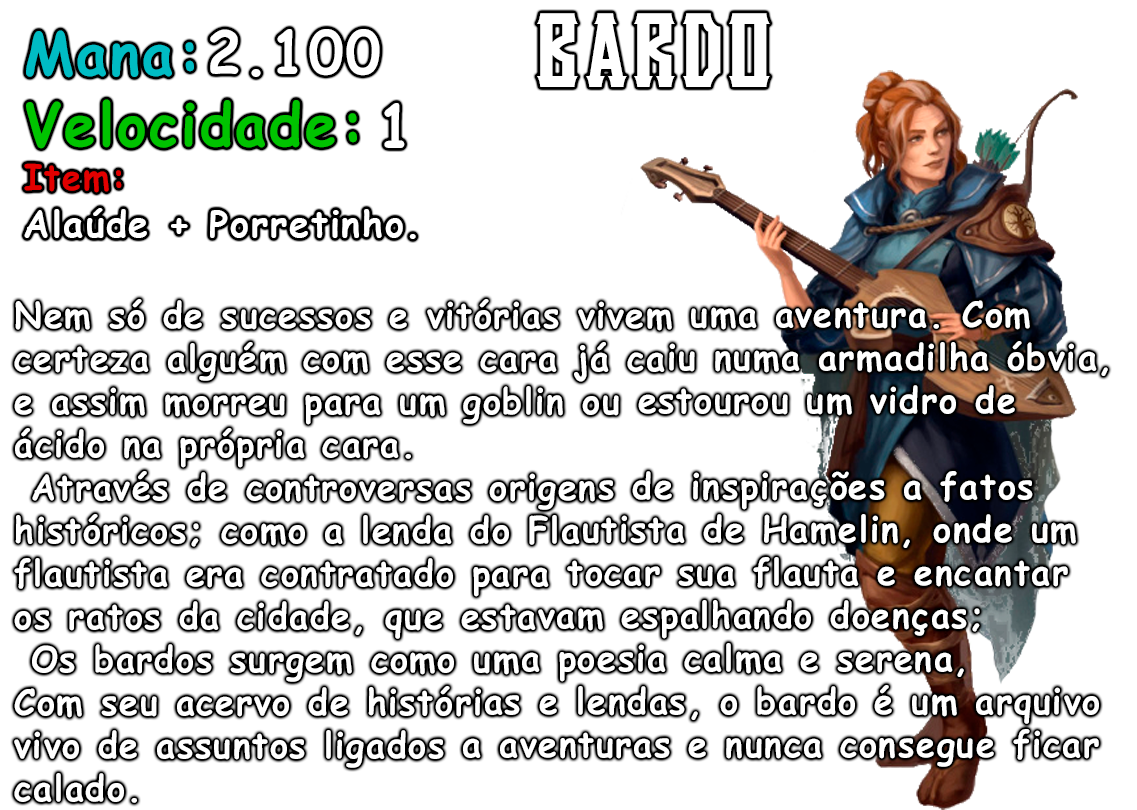 BARDO
Mana: 2.100
Velocidade: 1
Item:
Alaúde + Porretinho.
Nem só de sucessos e vitórias vivem uma aventura. Com
certeza alguém com esse cara já caiu numa armadilha óbvia,
e assim morreu para um goblin ou estourou um vidro de
ácido na própria cara.
Através de controversas origens de inspirações a fatos
históricos; como a lenda do Flautista de Hamelin, onde um
flautista era contratado para tocar sua flauta e encantar
os ratos da cidade, que estavam espalhando doenças;
Os bardos surgem como uma poesia calma e serena,
Com seu acervo de histórias e lendas, o bardo é um arquivo
vivo de assuntos ligados a aventuras e nunca consegue ficar
calado.